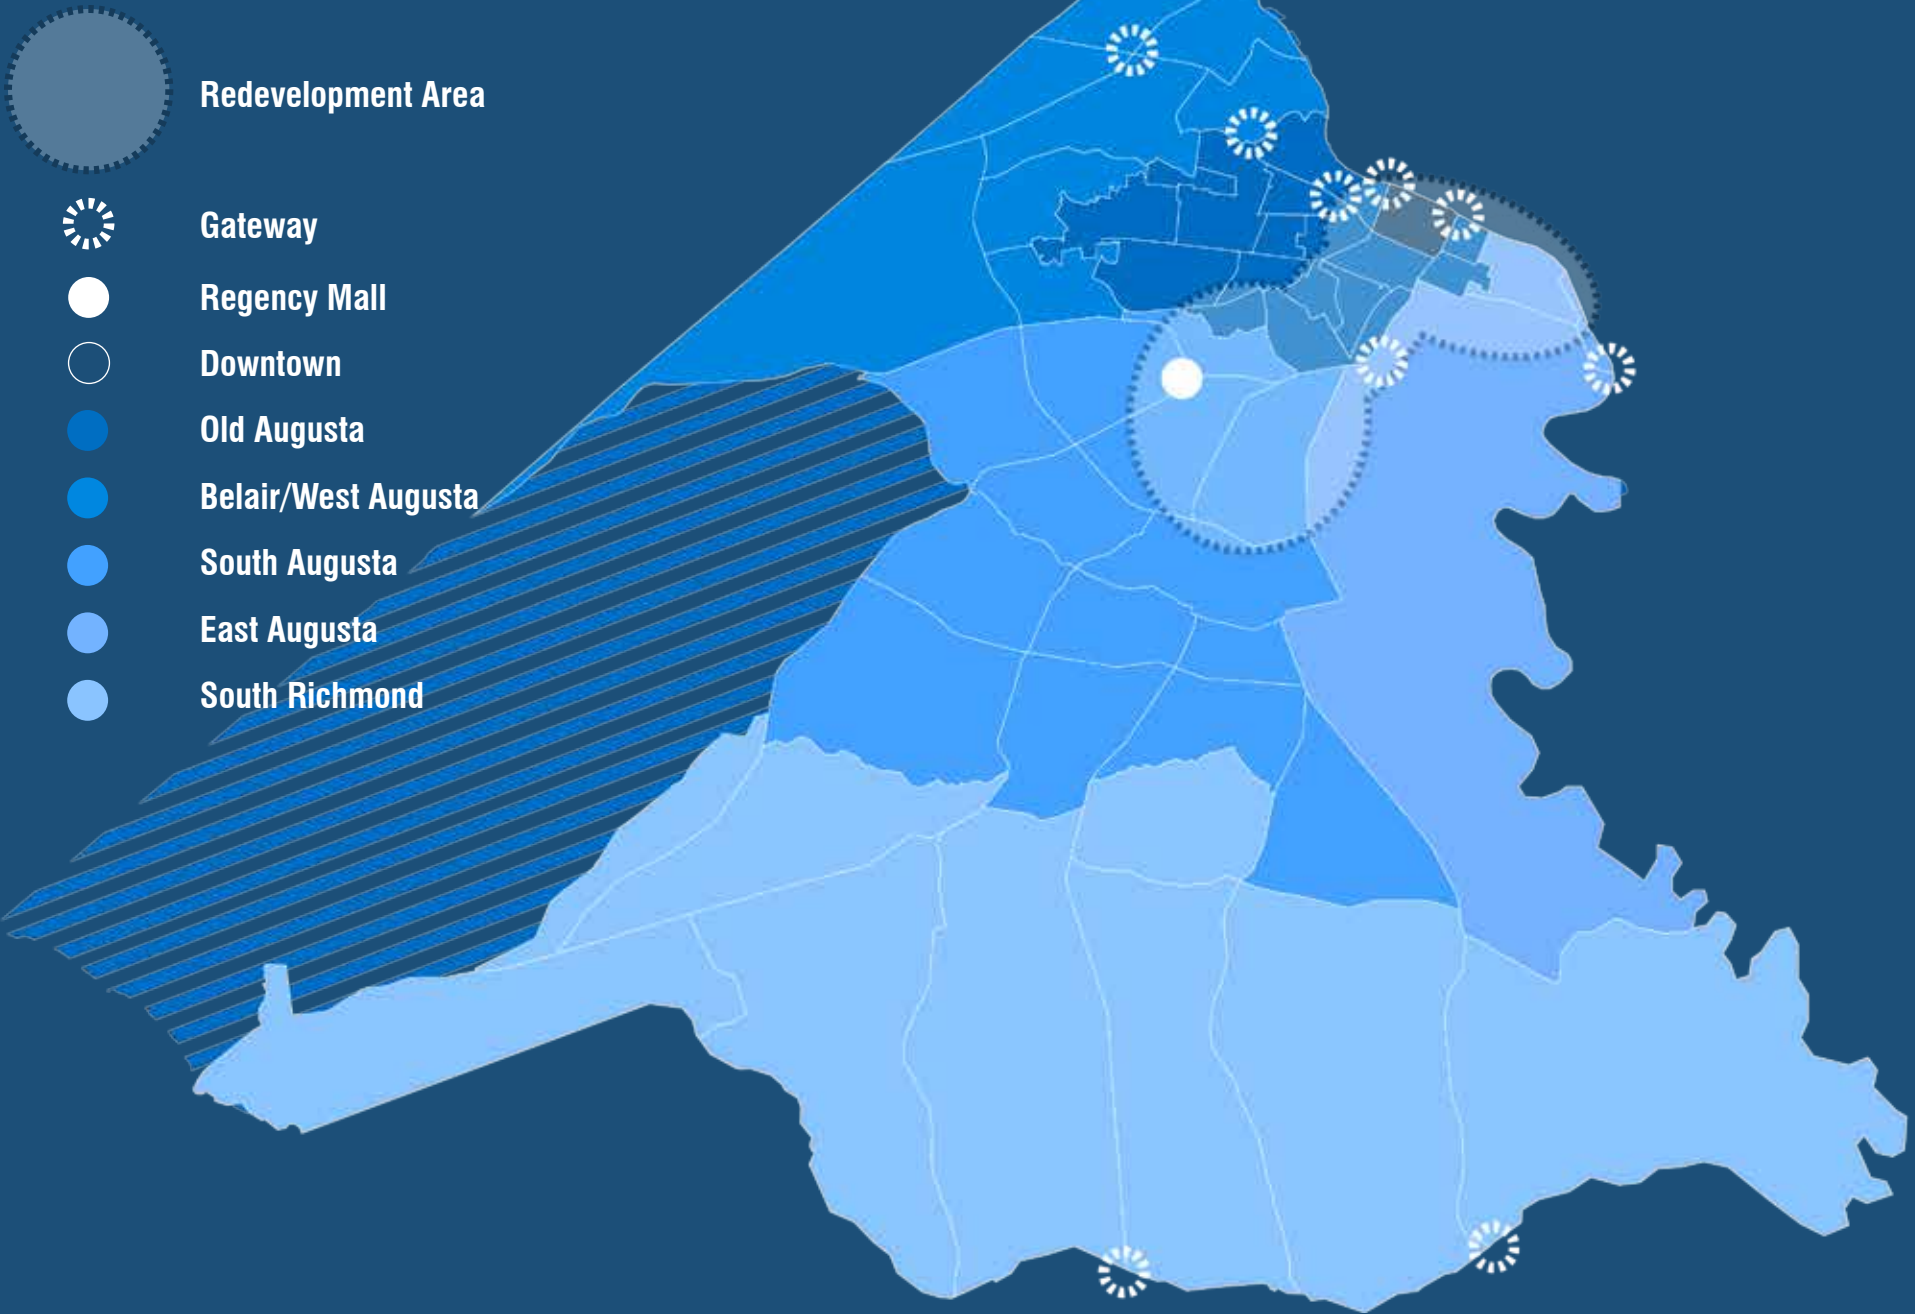 Redevelopment Area
Gateway
Regency Mall
Downtown
Old Augusta
Belair/West Augusta
South Augusta
East Augusta
South Richmond